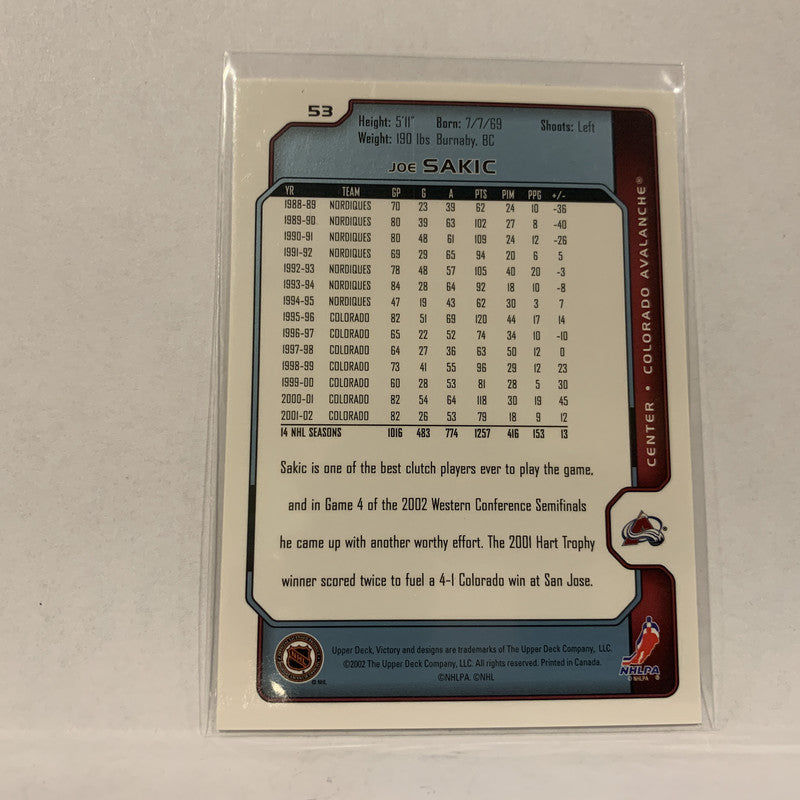 53
Height: 5'11" Born: 7/7/69 Shoots: Left
Weight: 190 lbs Burnaby, BC
JOE SAKIC
YR TEAM GP G A PTS PIM PPG +/-
1988-89 NORDIQUES 70 23 39 62 24 10 -36
1989-90 NORDIQUES 80 39 63 102 27 8 -40
1990-91 NORDIQUES 80 48 61 109 24 12 -26
1991-92 NORDIQUES 69 29 65 94 20 6 5
1992-93 NORDIQUES 78 48 57 105 40 20 -3
1993-94 NORDIQUES 84 28 64 92 18 10 -8
1994-95 NORDIQUES 47 19 43 62 30 3 7
1995-96 COLORADO 82 51 69 120 44 17 14
1996-97 COLORADO 65 22 52 74 34 10 -10
1997-98 COLORADO 64 27 36 63 50 12 0
1998-99 COLORADO 73 41 55 96 29 12 23
1999-00 COLORADO 60 28 53 81 28 5 30
2000-01 COLORADO 82 54 64 118 30 19 45
2001-02 COLORADO 82 26 53 79 18 9 12
14 NHL SEASONS 1016 483 774 1257 416 153 13
Sakic is one of the best clutch players ever to play the game,
and in Game 4 of the 2002 Western Conference Semifinals
he came up with another worthy effort. The 2001 Hart Trophy
winner scored twice to fuel a 4-1 Colorado win at San Jose.
CENTER • COLORADO AVALANCHE®
Upper Deck, Victory and designs are trademarks of The Upper Deck Company, LLC.
©2002 The Upper Deck Company, LLC. All rights reserved. Printed in Canada.
©NHLPA. ©NHL
NHL
© NHL
NHLPA
© NHLPA ®